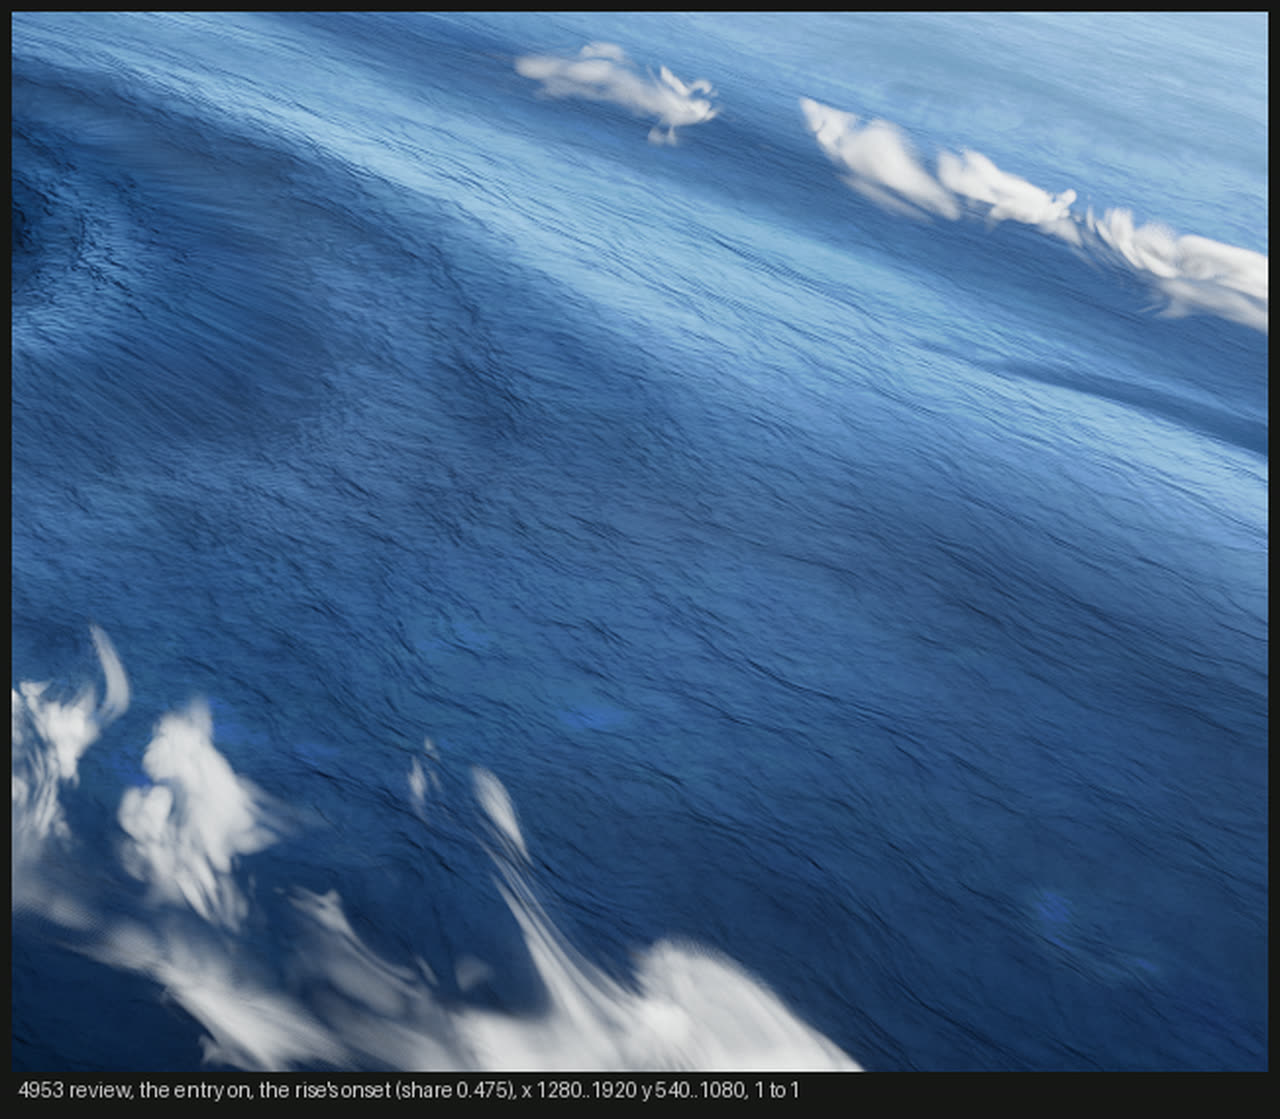 4953 review, the entry on, the rise's onset (share 0.475), x 1280..1920 y 540..1080, 1 to 1